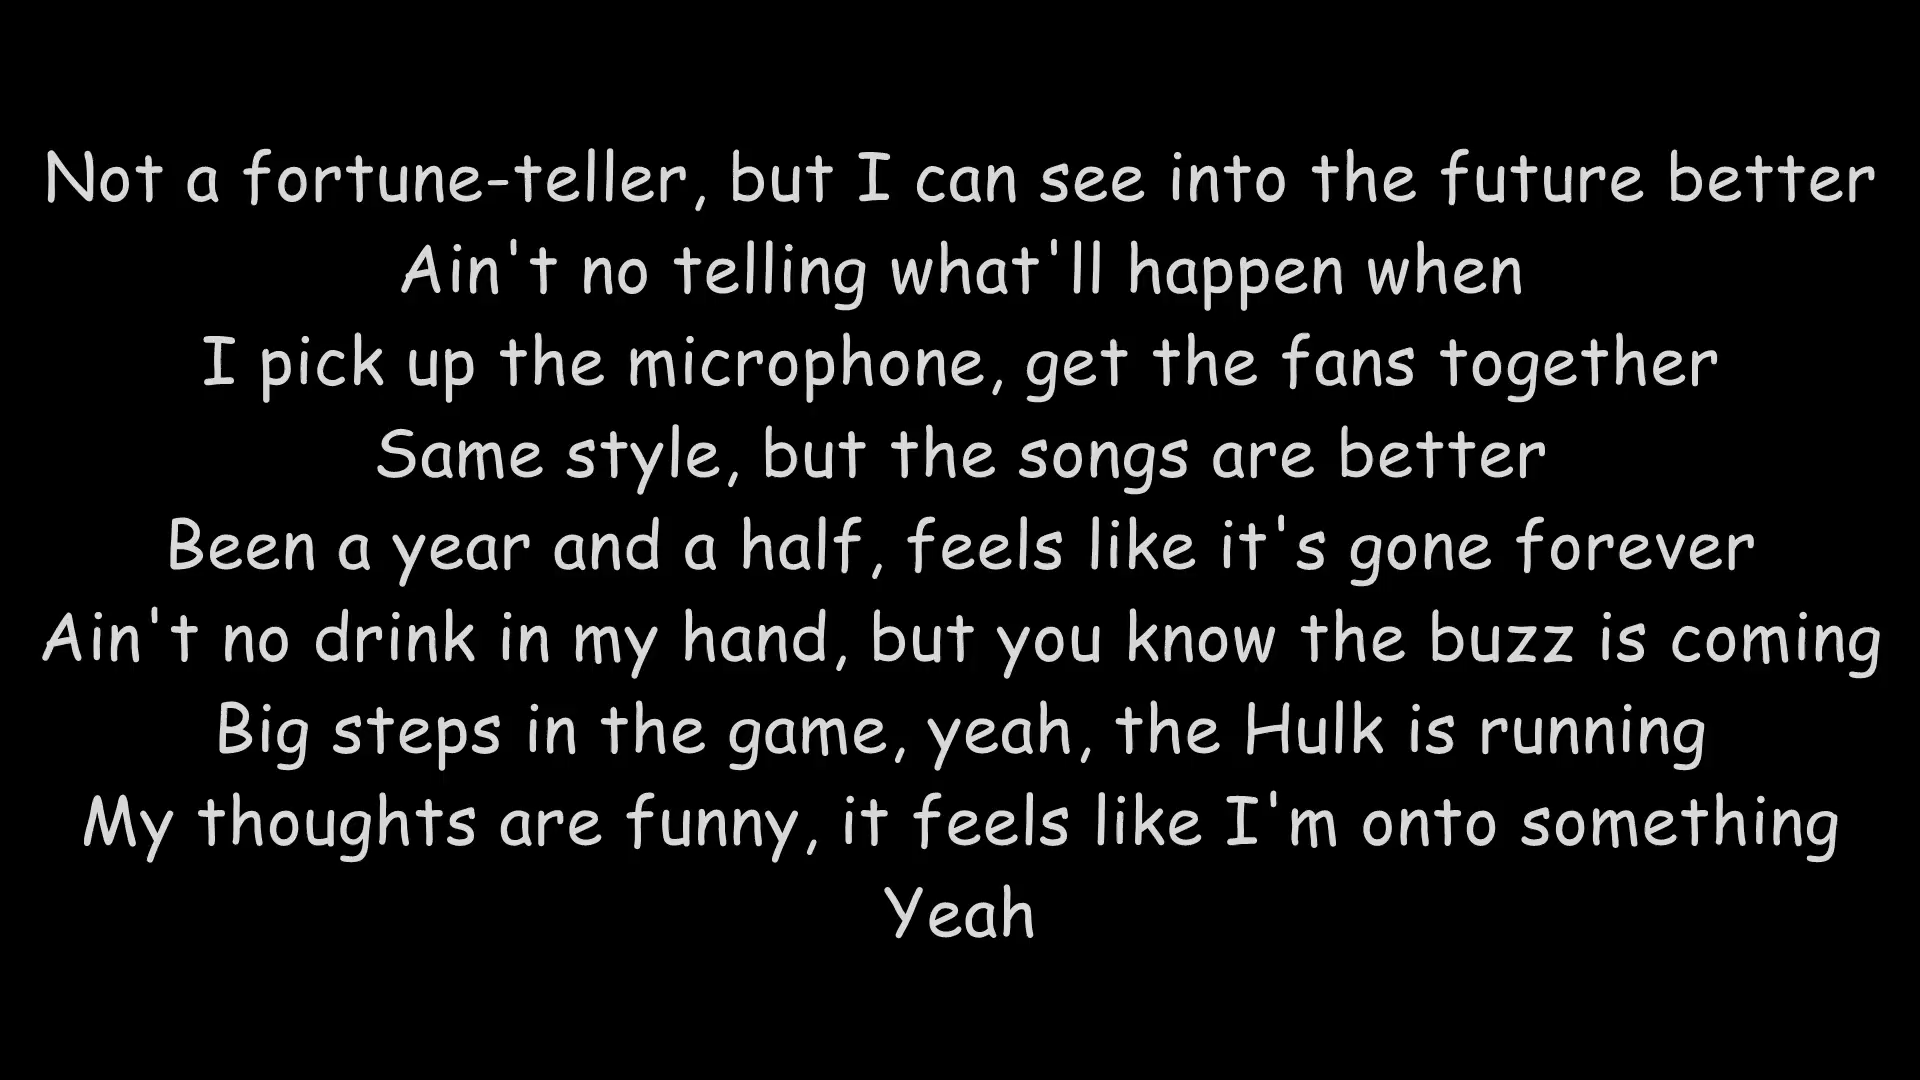 Not a fortune-teller, but I can see into the future better
Ain't no telling what'll happen when
I pick up the microphone, get the fans together
Same style, but the songs are better
Been a year and a half, feels like it's gone forever
Ain't no drink in my hand, but you know the buzz is coming
Big steps in the game, yeah, the Hulk is running
My thoughts are funny, it feels like I'm onto something
Yeah